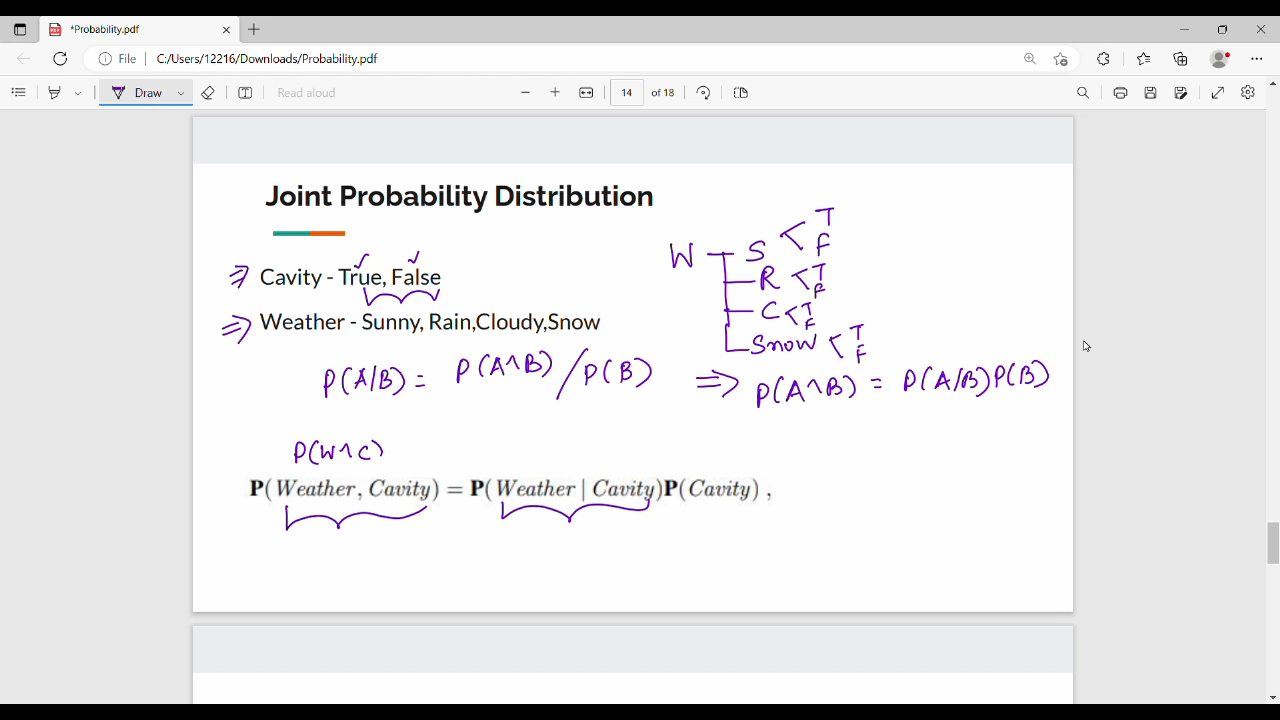 *Probability.pdf
File C:/Users/12216/Downloads/Probability.pdf
Draw Read aloud 14 of 18
Joint Probability Distribution
Cavity - True, False
Weather - Sunny, Rain,Cloudy,Snow
W S T F
R T F
C T F
Snow T F
P(A/B) = P(A^B) / P(B) ⇒ P(A^B) = P(A/B)P(B)
P(W^C)
P(Weather, Cavity) = P(Weather | Cavity)P(Cavity) ,